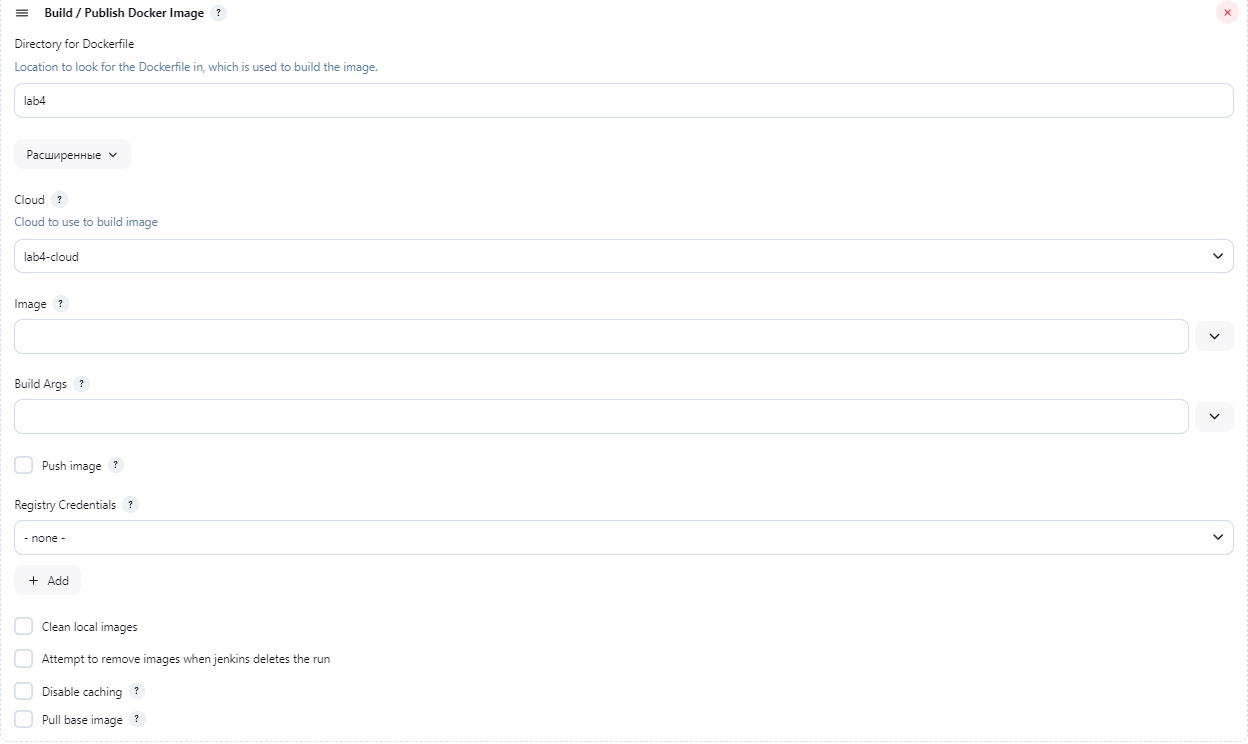 Build / Publish Docker Image ?
Directory for Dockerfile
Location to look for the Dockerfile in, which is used to build the image.
lab4
Расширенные
Cloud ?
Cloud to use to build image
lab4-cloud
Image ?
Build Args ?
Push image ?
Registry Credentials ?
- none -
+ Add
Clean local images
Attempt to remove images when jenkins deletes the run
Disable caching ?
Pull base image ?